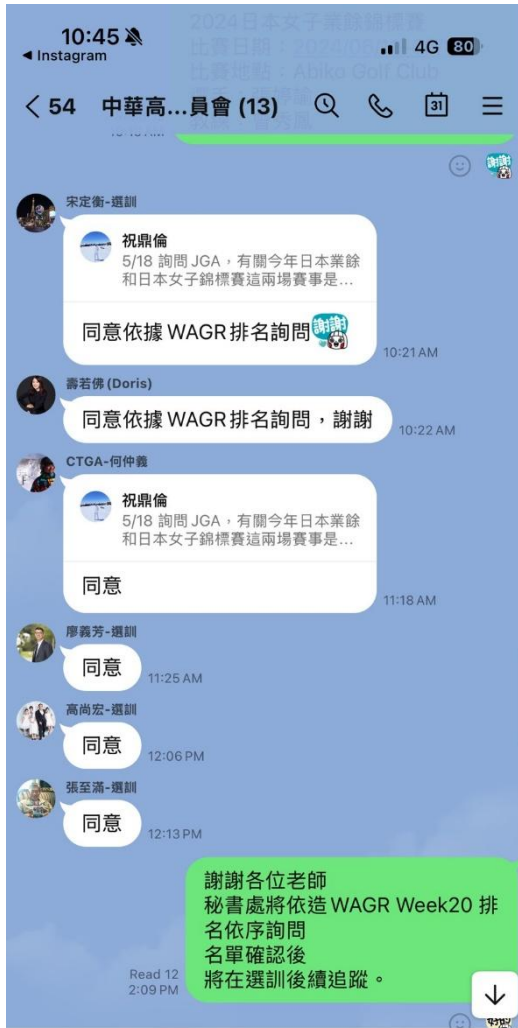 10:45
4G 80
Instagram
2024日本女子業餘錦標賽
Abiko Golf Club
54 中華高...員會 (13)
31
謝謝
宋定衡-選訓
祝鼎倫
5/18 詢問 JGA，有關今年日本業餘
和日本女子錦標賽這兩場賽事是...
同意依據 WAGR 排名詢問
謝謝
10:21 AM
壽若佛 (Doris)
同意依據 WAGR 排名詢問，謝謝
10:22 AM
CTGA-何仲義
祝鼎倫
5/18 詢問 JGA，有關今年日本業餘
和日本女子錦標賽這兩場賽事是...
同意
11:18 AM
廖義芳-選訓
同意
11:25 AM
高尚宏-選訓
同意
12:06 PM
張至滿-選訓
同意
12:13 PM
謝謝各位老師
秘書處將依造 WAGR Week20 排
名依序詢問
名單確認後
將在選訓後續追蹤。
Read 12
2:09 PM